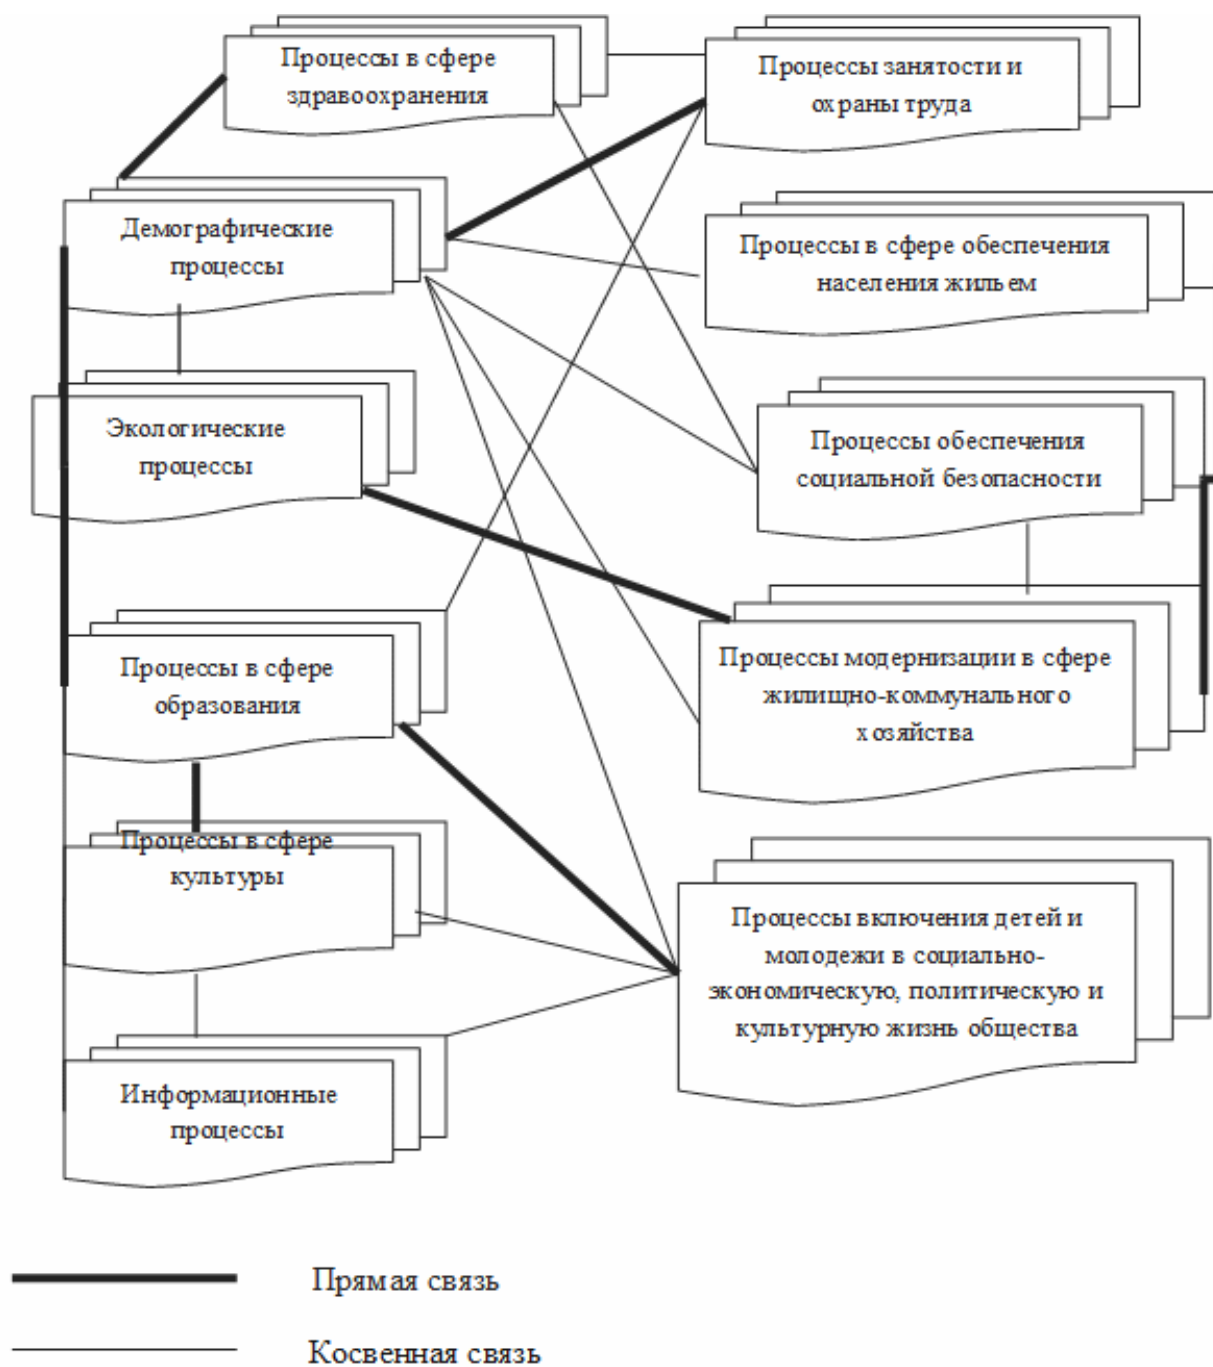 Процессы в сфере
здравоохранения
Процессы занятости и
охраны труда
Демографические
процессы
Процессы в сфере обеспечения
населения жильем
Экологические
процессы
Процессы обеспечения
социальной безопасности
Процессы в сфере
образования
Процессы модернизации в сфере
жилищно-коммунального
хозяйства
Процессы в сфере
культуры
Процессы включения детей и
молодежи в социально-
экономическую, политическую и
культурную жизнь общества
Информационные
процессы
Прямая связь
Косвенная связь